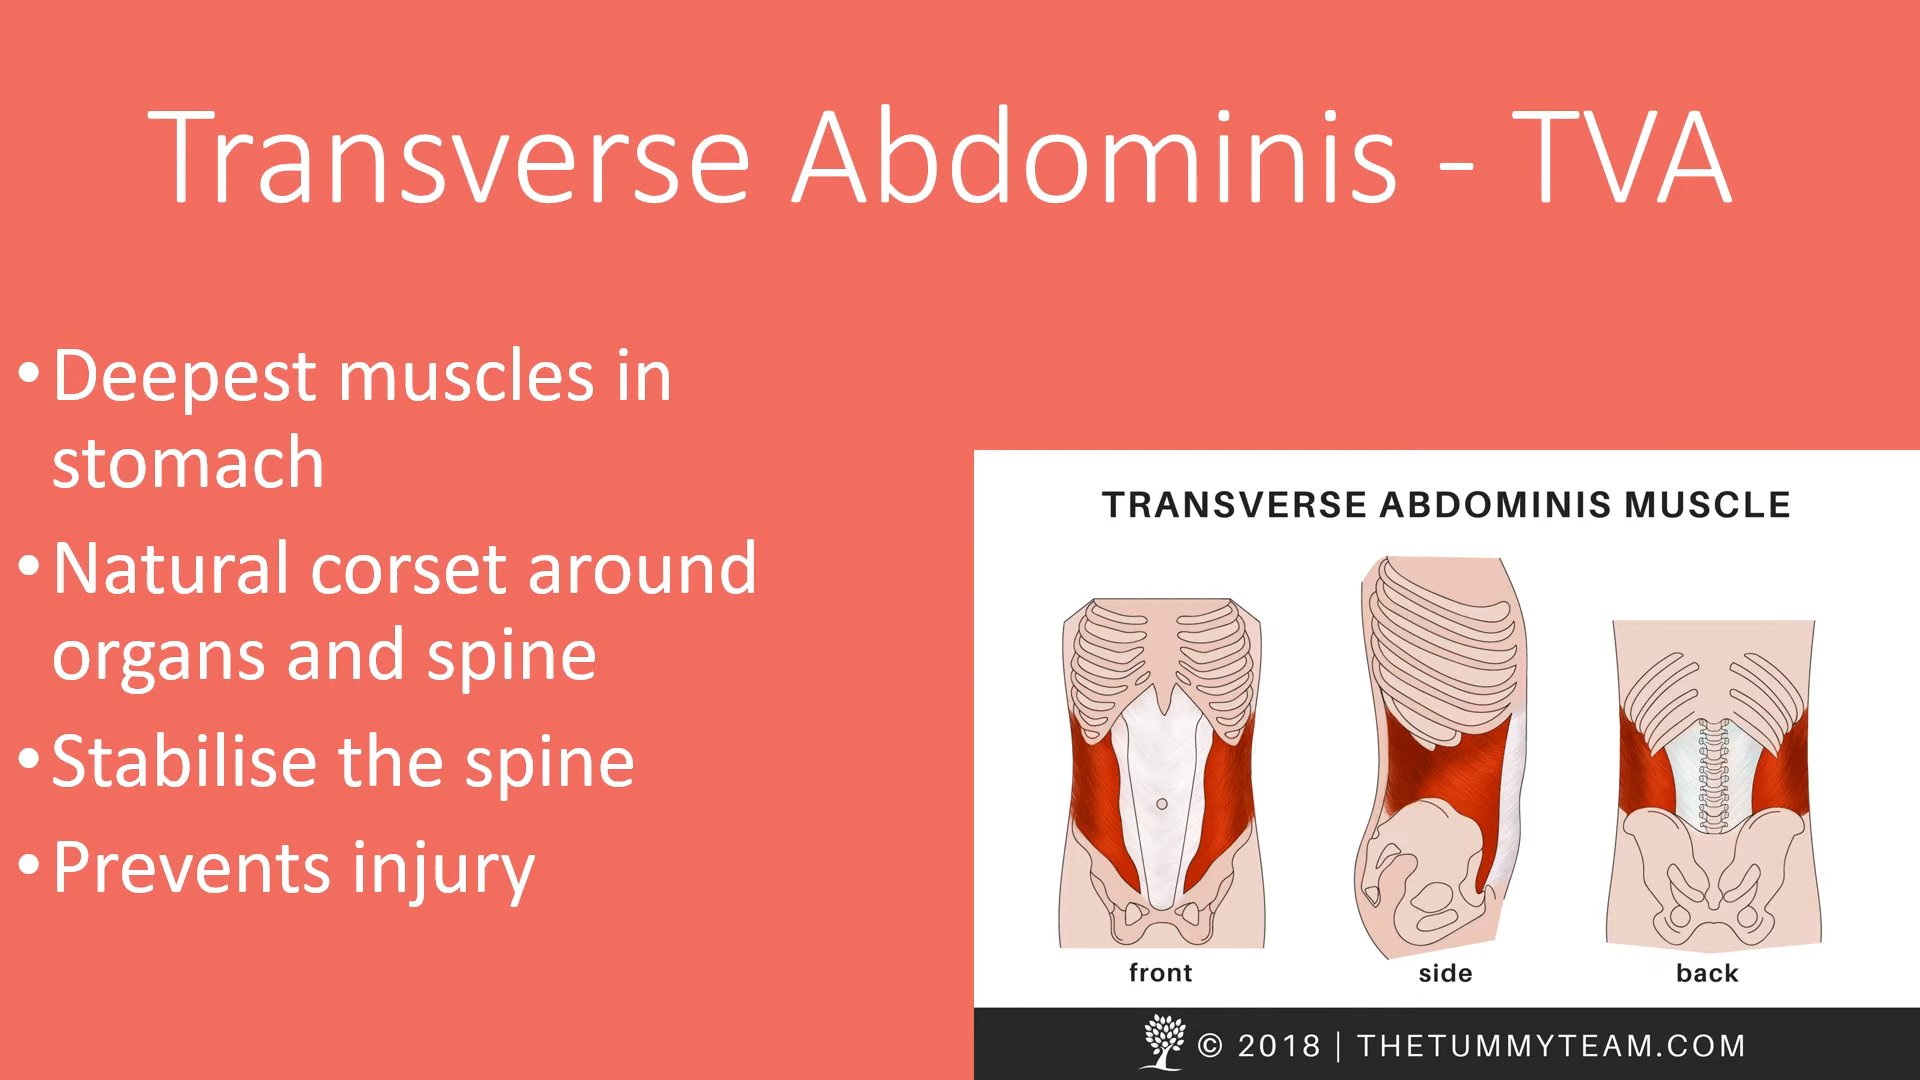 Transverse Abdominis - TVA
• Deepest muscles in
stomach
• Natural corset around
organs and spine
• Stabilise the spine
• Prevents injury
TRANSVERSE ABDOMINIS MUSCLE
front
side
back
© 2018 | THETUMMYTEAM.COM